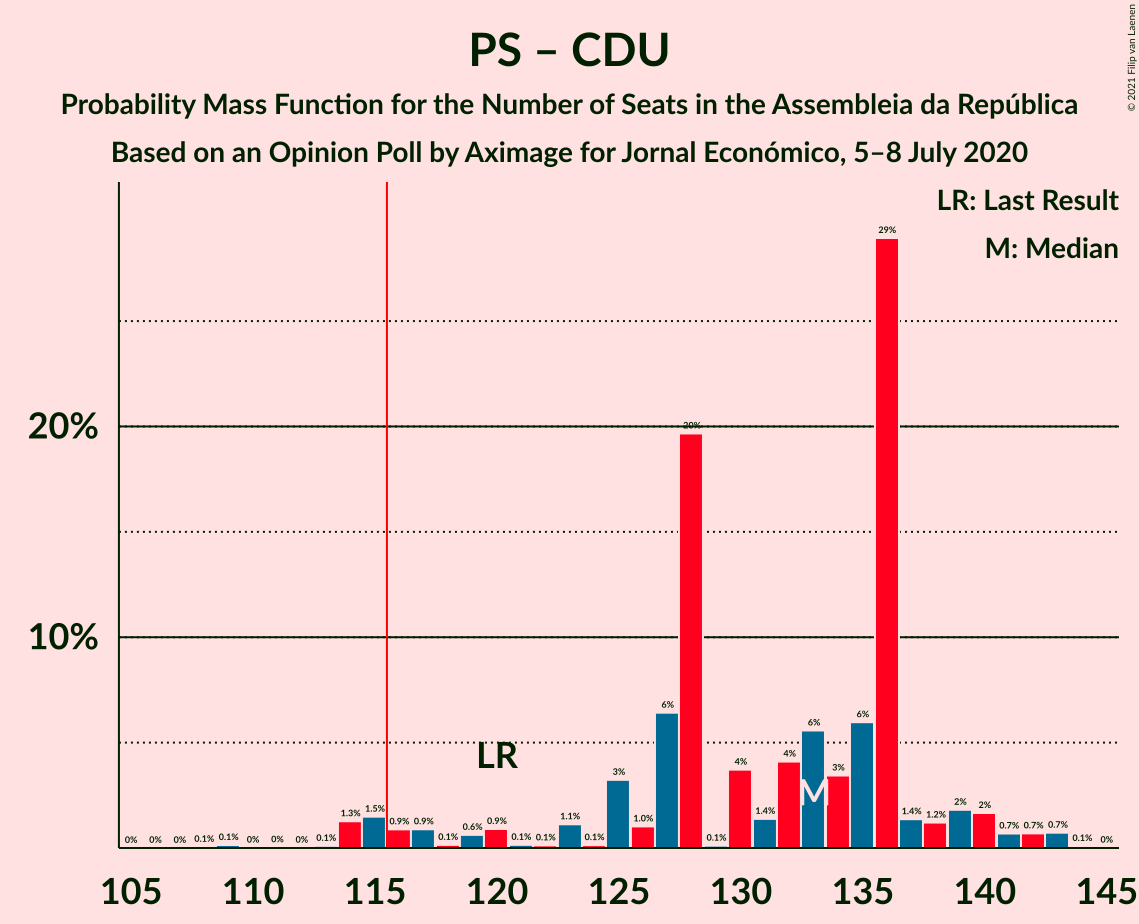 PS – CDU
Probability Mass Function for the Number of Seats in the Assembleia da República
Based on an Opinion Poll by Aximage for Jornal Económico, 5–8 July 2020
© 2021 Filip van Laenen
LR: Last Result
M: Median
20%
10%
0% 0% 0% 0.1% 0.1% 0% 0% 0% 0.1% 1.3% 1.5% 0.9% 0.9% 0.1% 0.6% 0.9% 0.1% 0.1% 1.1% 0.1% 3% 1.0% 6% 20% 0.1% 4% 1.4% 4% 6% 3% 6% 29% 1.4% 1.2% 2% 2% 0.7% 0.7% 0.7% 0.1% 0%
LR
M
105 110 115 120 125 130 135 140 145